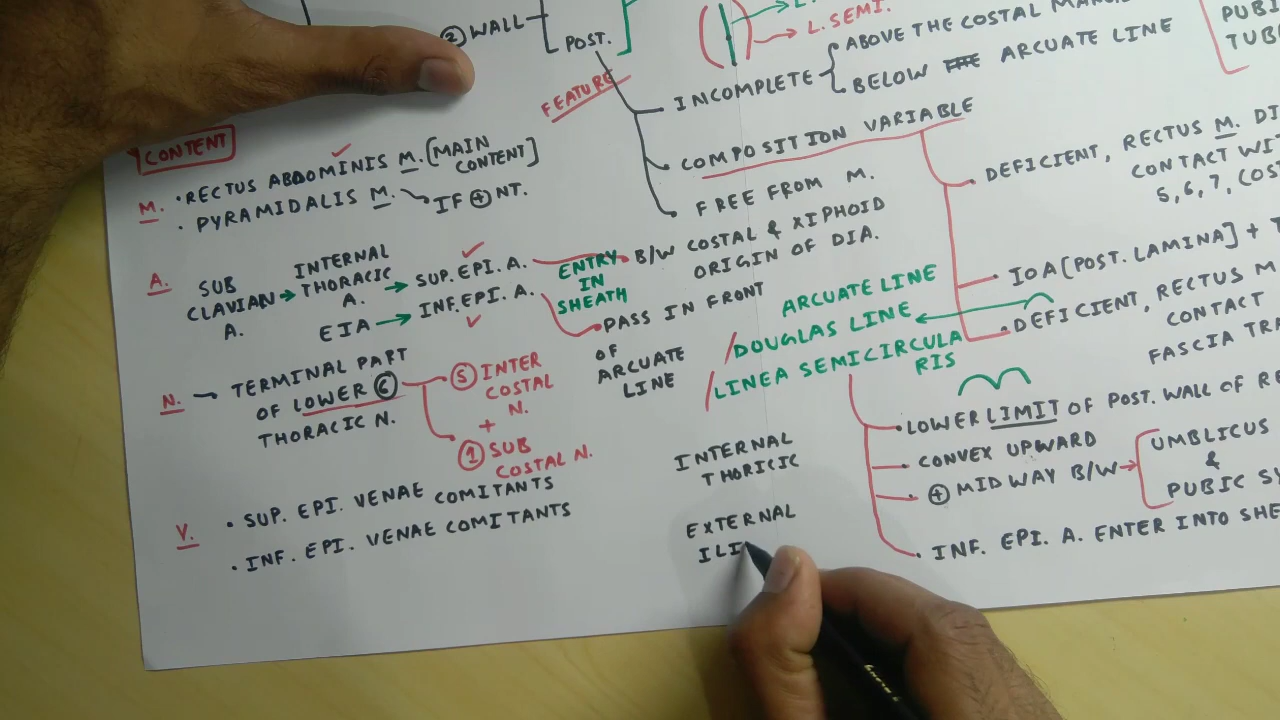 ② WALL
POST.
L. SEMI.
FEATURE
INCOMPLETE
ABOVE THE COSTAL
BELOW ARCUATE LINE
PUBI
TUB
COMPOSITION VARIABLE
DEFICIENT, RECTUS M. DI
CONTACT WIT
5, 6, 7, COS
IOA [POST. LAMINA] + T
DEFICIENT, RECTUS M
CONTACT
FASCIA TRA
FREE FROM M.
CONTENT
M. • RECTUS ABDOMINIS M. [MAIN
CONTENT]
• PYRAMIDALIS M. IF ⊕ NT.
A. SUB
CLAVIAN
A.
INTERNAL
THORACIC
A.
SUP. EPI. A.
EIA → INF. EPI. A.
ENTRY
IN
SHEATH
B/W COSTAL & XIPHOID
ORIGIN OF DIA.
PASS IN FRONT
OF
ARCUATE
LINE
ARCUATE LINE
/DOUGLAS LINE
/LINEA SEMICIRCULA
RIS
LOWER LIMIT OF POST. WALL OF RE
CONVEX UPWARD
⊕ MIDWAY B/W → UMBLICUS
&
PUBIC SY
INF. EPI. A. ENTER INTO SHE
N. TERMINAL PART
OF LOWER ⑥
THORACIC N.
⑤ INTER
COSTAL
N.
+
① SUB
COSTAL N.
V. • SUP. EPI. VENAE COMITANTS
• INF. EPI. VENAE COMITANTS
INTERNAL
THORICIC
EXTERNAL
ILI